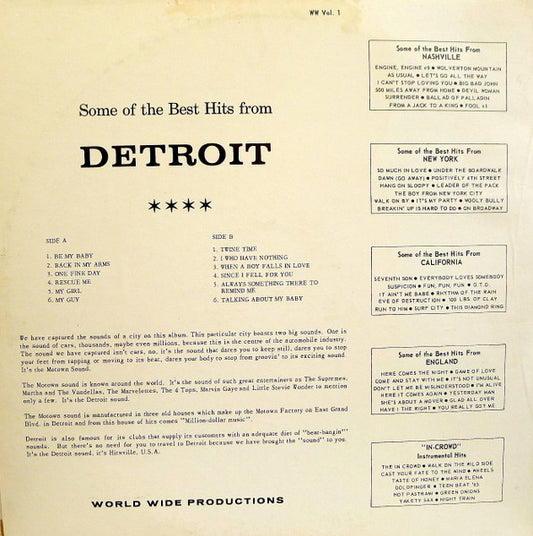 WW Vol. 1
Some of the Best Hits from
DETROIT
SIDE A
1. BE MY BABY
2. BACK IN MY ARMS
3. ONE FINE DAY
4. RESCUE ME
5. MY GIRL
6. MY GUY
SIDE B
1. TWINE TIME
2. I WHO HAVE NOTHING
3. WHEN A BOY FALLS IN LOVE
4. SINCE I FELL FOR YOU
5. ALWAYS SOMETHING THERE TO
REMIND ME
6. TALKING ABOUT MY BABY
We have captured the sounds of a city on this album. This particular city boasts two big sounds. One is
the sound of cars, thousands, maybe even millions, because this is the centre of the automobile industry.
The sound we have captured isn't cars, no, it's the sound that dares you to keep still, dares you to stop
your feet from tapping or moving to its beat, dares your body to stop from groovin' to its exciting sound.
It's the Motown Sound.
The Motown sound is known around the world. It's the sound of such great entertainers as The Supremes,
Martha and The Vandellas, The Marvelettes, The 4 Tops, Marvin Gaye and Little Stevie Wonder to mention
only a few. It's the Detroit sound.
The Motown sound is manufactured in three old houses which make up the Motown Factory on East Grand
Blvd. in Detroit and from this house of hits comes "Million-dollar music".
Detroit is also famous for its clubs that supply its customers with an adequate diet of "beat-bangin'"
sounds. But there's no need for you to travel to Detroit because we have brought the "sound" to you.
It's the Detroit sound, it's Hitsville, U.S.A.
WORLD WIDE PRODUCTIONS
Some of the Best Hits From
NASHVILLE
ENGINE, ENGINE #9 ● WOLVERTON MOUNTAIN
AS USUAL ● LET'S GO ALL THE WAY
I CAN'T STOP LOVING YOU ● BIG BAD JOHN
500 MILES AWAY FROM HOME ● DEVIL WOMAN
SURRENDER ● BALLAD OF PALLADIN
FROM A JACK TO A KING ● FOOL #1
Some of the Best Hits From
NEW YORK
SO MUCH IN LOVE ● UNDER THE BOARDWALK
DAWN (GO AWAY) ● POSITIVELY 4TH STREET
HANG ON SLOOPY ● LEADER OF THE PACK
THE BOY FROM NEW YORK CITY
WALK ON BY ● IT'S MY PARTY ● WOOLY BULLY
BREAKIN' UP IS HARD TO DO ● ON BROADWAY
Some of the Best Hits From
CALIFORNIA
SEVENTH SON ● EVERYBODY LOVES SOMEBODY
SUSPICION ● FUN, FUN, FUN ● G.T.O.
IT AIN'T ME BABE ● RHYTHM OF THE RAIN
EVE OF DESTRUCTION ● 100 LBS. OF CLAY
RUN TO HIM ● SURF CITY ● THIS DIAMOND RING
Some of the Best Hits From
ENGLAND
HERE COMES THE NIGHT ● GAME OF LOVE
COME AND STAY WITH ME ● IT'S NOT UNUSUAL
DON'T LET ME BE MISUNDERSTOOD ● I'M ALIVE
HERE IT COMES AGAIN ● YESTERDAY MAN
SHE'S ABOUT A MOVER ● GLAD ALL OVER
HAVE I THE RIGHT ● YOU REALLY GOT ME
"IN-CROWD"
Instrumental Hits
THE IN CROWD ● WALK ON THE WILD SIDE
CAST YOUR FATE TO THE WIND ● WHEELS
TASTE OF HONEY ● MARIA ELENA
GOLDFINGER ● TEEN BEAT '65
HOT PASTRAMI ● GREEN ONIONS
YAKETY SAX ● NIGHT TRAIN